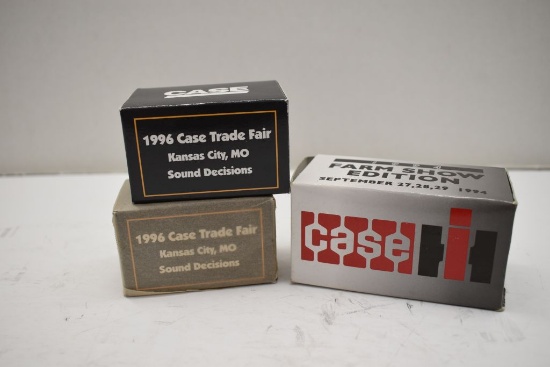 CASE
1996 Case Trade Fair
Kansas City, MO
Sound Decisions
1996 Case Trade Fair
Kansas City, MO
Sound Decisions
FARM SHOW
EDITION
SEPTEMBER 27,28,29 1994
case IH